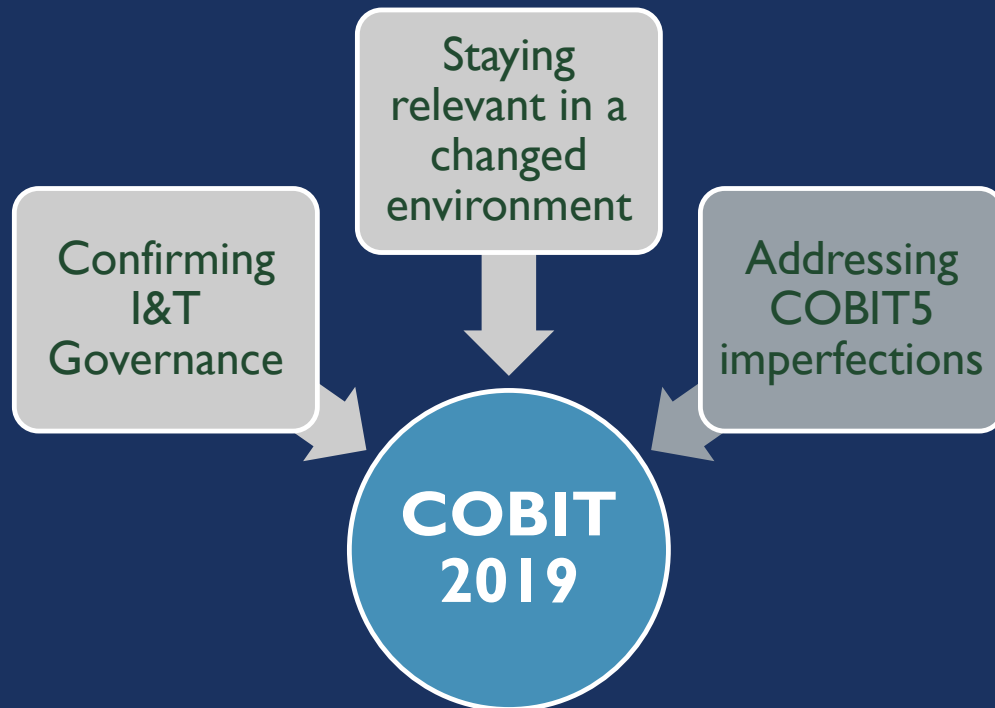 Staying
relevant in a
changed
environment
Confirming
I&T
Governance
Addressing
COBIT5
imperfections
COBIT
2019